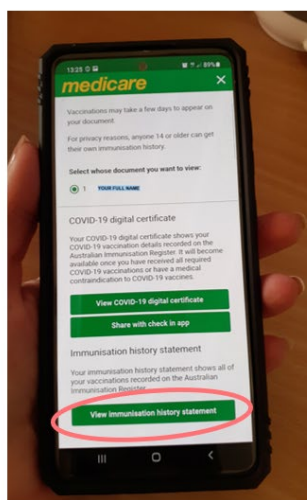 13:25
89%
medicare
Vaccinations may take a few days to appear on
your document.
For privacy reasons, anyone 14 or older can get
their own immunisation history.
Select whose document you want to view:
1 YOUR FULL NAME
COVID-19 digital certificate
Your COVID-19 digital certificate shows your
COVID-19 vaccination details recorded on the
Australian Immunisation Register. It will become
available once you have received all required
COVID-19 vaccinations or have a medical
contraindication to COVID-19 vaccines.
View COVID-19 digital certificate
Share with check in app
Immunisation history statement
Your immunisation history statement shows all of
your vaccinations recorded on the Australian
Immunisation Register.
View immunisation history statement